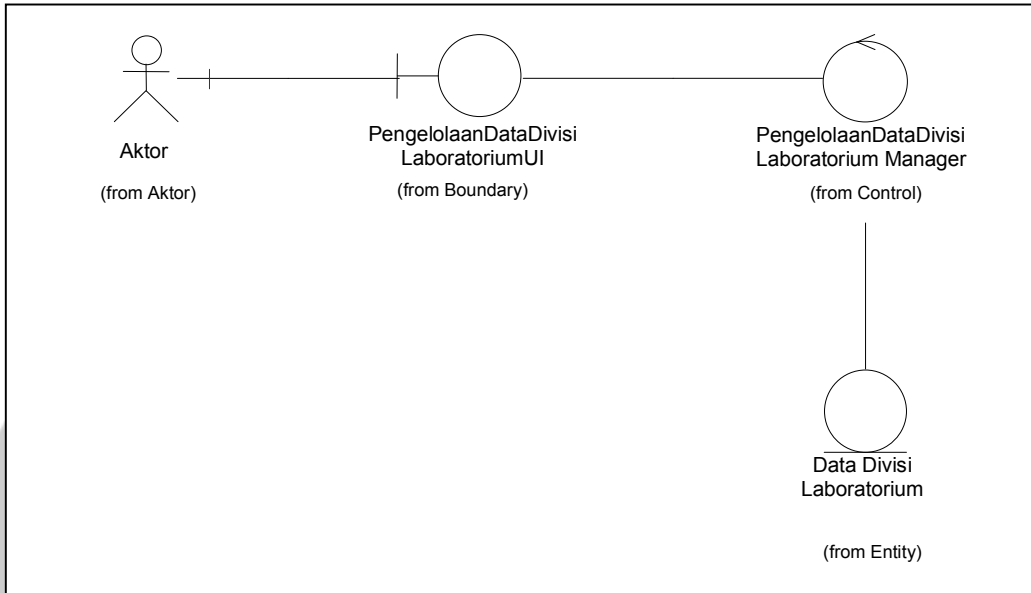 Aktor
(from Aktor)
PengelolaanDataDivisi
LaboratoriumUI
(from Boundary)
PengelolaanDataDivisi
Laboratorium Manager
(from Control)
Data Divisi
Laboratorium
(from Entity)